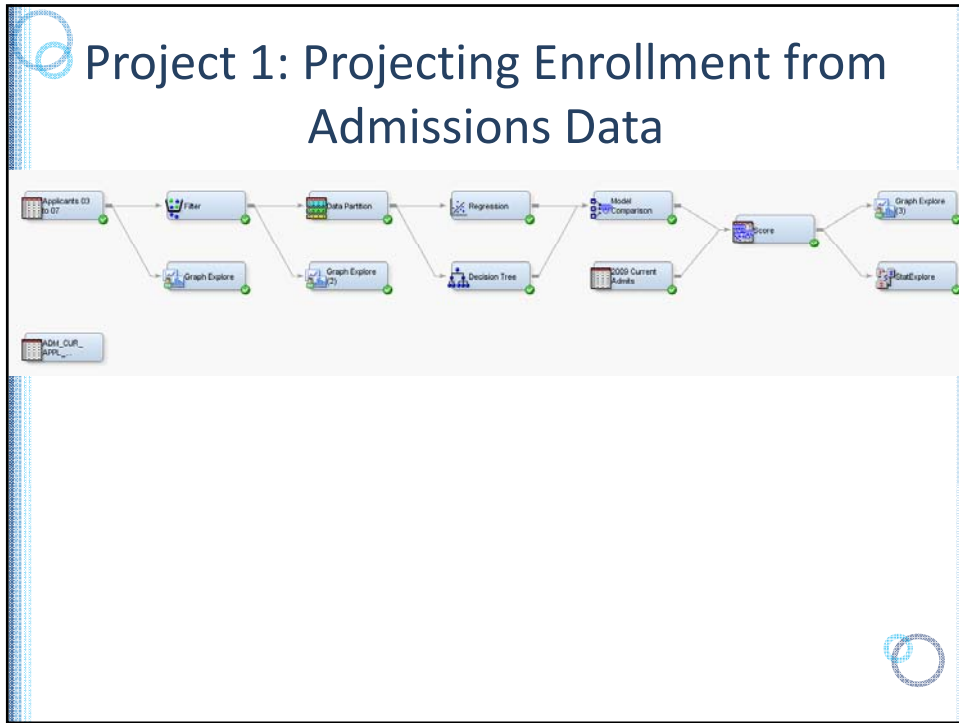 Project 1: Projecting Enrollment from
Admissions Data
Applicants 03
to 07
Filter
Data Partition
Regression
Model
Comparison
Graph Explore
(3)
Score
Graph Explore
Graph Explore
(2)
Decision Tree
2009 Current
Admits
StatExplore
ADM_CUR_
APPL_...